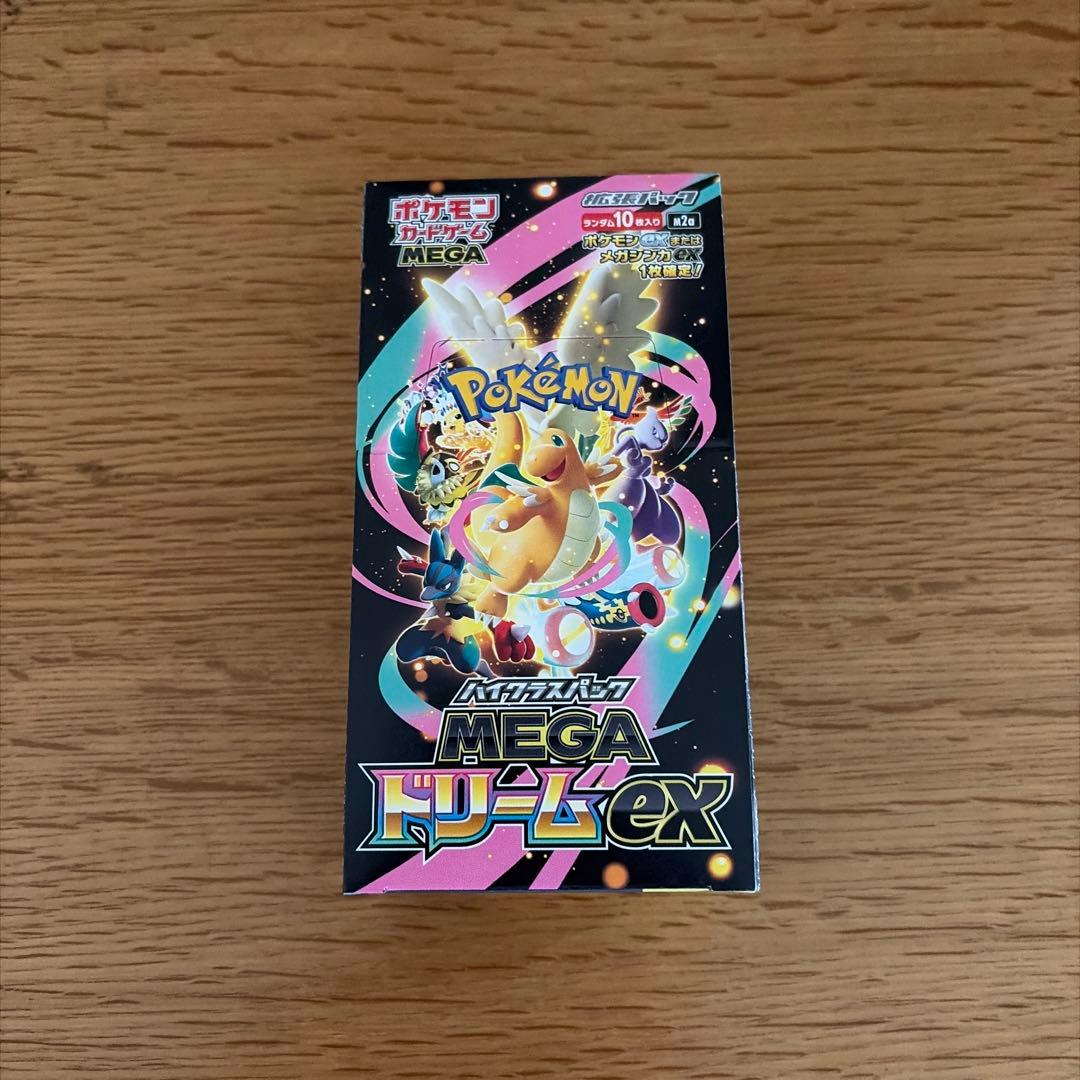 ポケモン
カードゲーム
MEGA
拡張パック
ランダム10枚入り M2a
ポケモンexまたは
メガシンカex
1枚確定!
POKéMON
TM
ハイクラスパック
MEGA
ドリームex